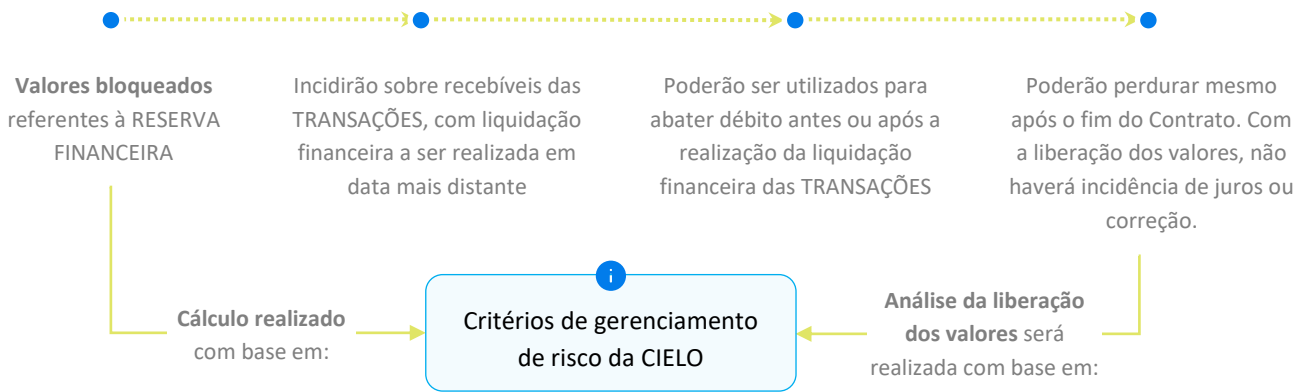 Valores bloqueados
referentes à RESERVA
FINANCEIRA
Incidirão sobre recebíveis das
TRANSAÇÕES, com liquidação
financeira a ser realizada em
data mais distante
Poderão ser utilizados para
abater débito antes ou após a
realização da liquidação
financeira das TRANSAÇÕES
Poderão perdurar mesmo
após o fim do Contrato. Com
a liberação dos valores, não
haverá incidência de juros ou
correção.
Cálculo realizado
com base em:
i
Critérios de gerenciamento
de risco da CIELO
Análise da liberação
dos valores será
realizada com base em: